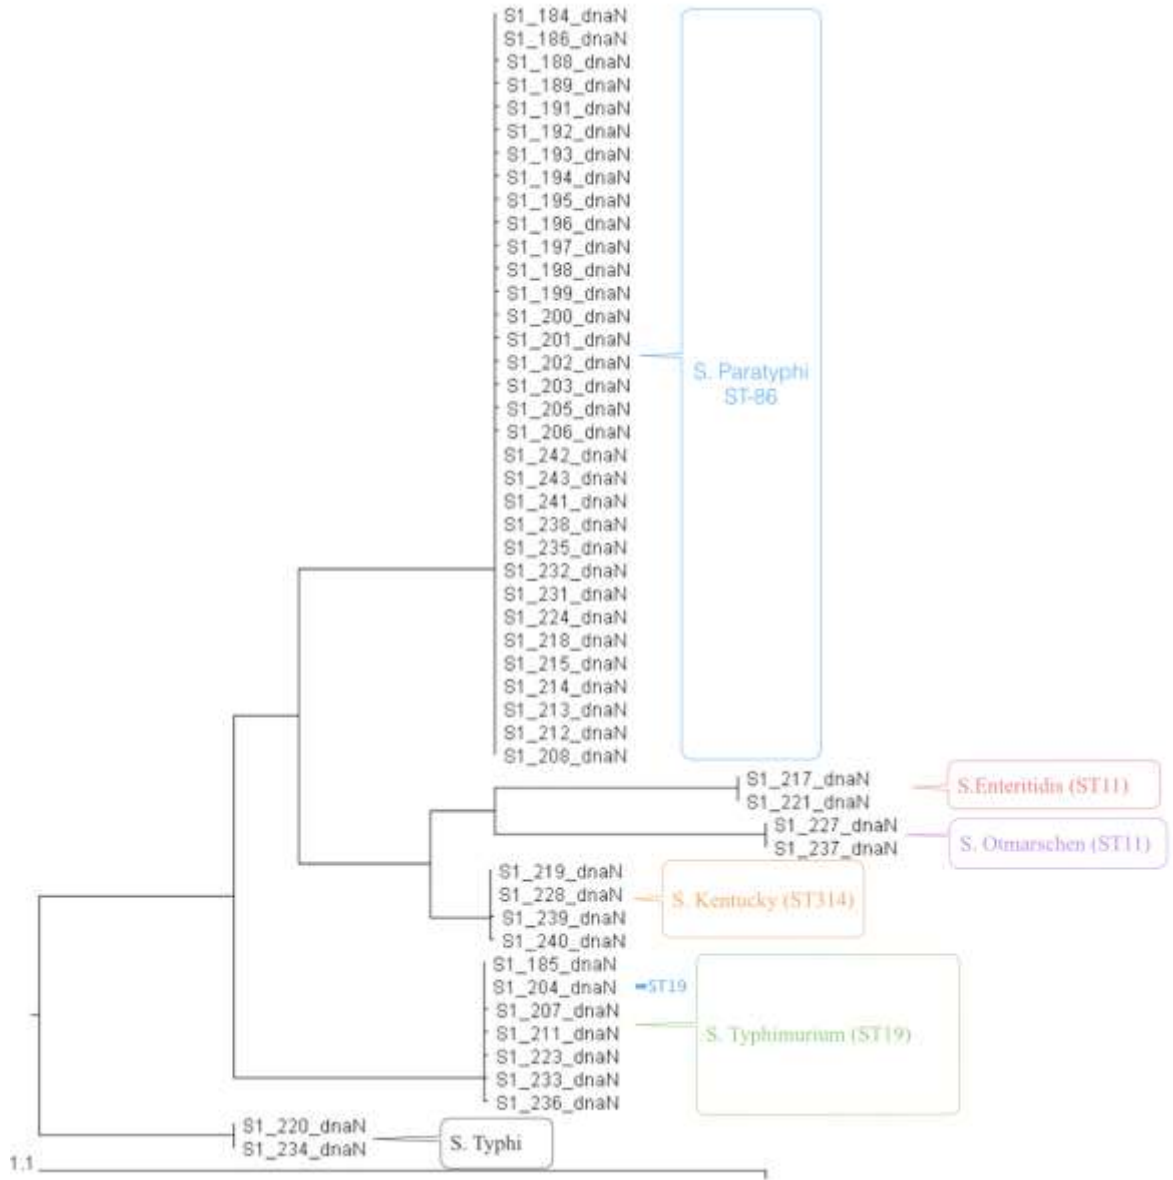 S1_184_dnaN
S1_186_dnaN
S1_188_dnaN
S1_189_dnaN
S1_191_dnaN
S1_192_dnaN
S1_193_dnaN
S1_194_dnaN
S1_195_dnaN
S1_196_dnaN
S1_197_dnaN
S1_198_dnaN
S1_199_dnaN
S1_200_dnaN
S1_201_dnaN
S1_202_dnaN
S1_203_dnaN
S1_205_dnaN
S1_206_dnaN
S1_242_dnaN
S1_243_dnaN
S1_241_dnaN
S1_238_dnaN
S1_235_dnaN
S1_232_dnaN
S1_231_dnaN
S1_224_dnaN
S1_218_dnaN
S1_215_dnaN
S1_214_dnaN
S1_213_dnaN
S1_212_dnaN
S1_208_dnaN
S. Paratyphi
ST-86
S1_217_dnaN
S1_221_dnaN
S.Enteritidis (ST11)
S1_227_dnaN
S1_237_dnaN
S. Otmarschen (ST11)
S1_219_dnaN
S1_228_dnaN
S1_239_dnaN
S1_240_dnaN
S. Kentucky (ST314)
S1_185_dnaN
S1_204_dnaN
ST19
S1_207_dnaN
S1_211_dnaN
S1_223_dnaN
S1_233_dnaN
S1_236_dnaN
S. Typhimurium (ST19)
S1_220_dnaN
S1_234_dnaN
S. Typhi
1.1